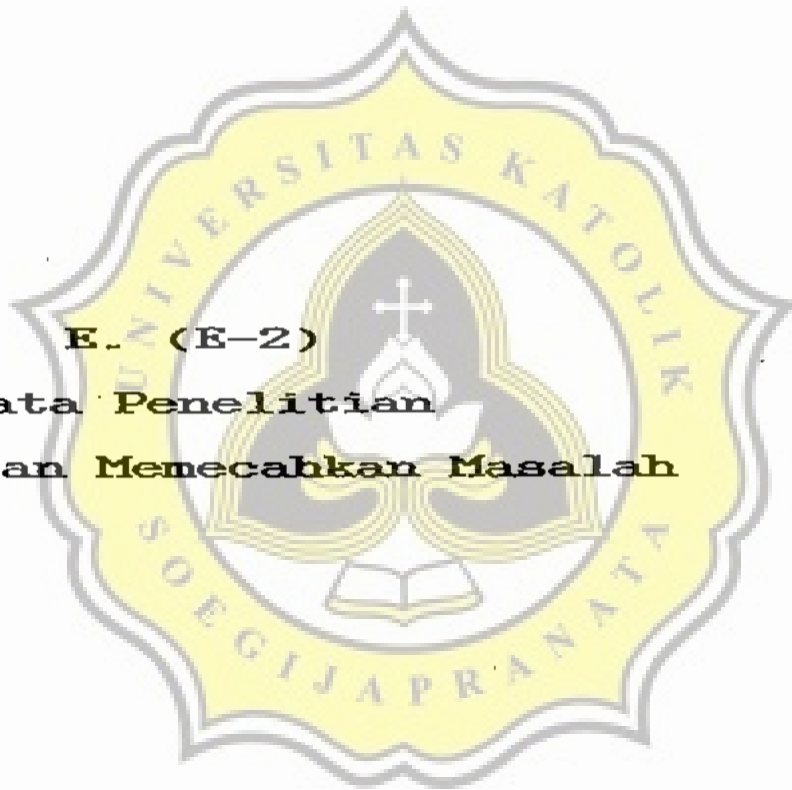 UNIVERSITAS KATOLIK
E. (E-2)
ata Penelitian
an Memecahkan Masalah
SOEGIJAPRANATA